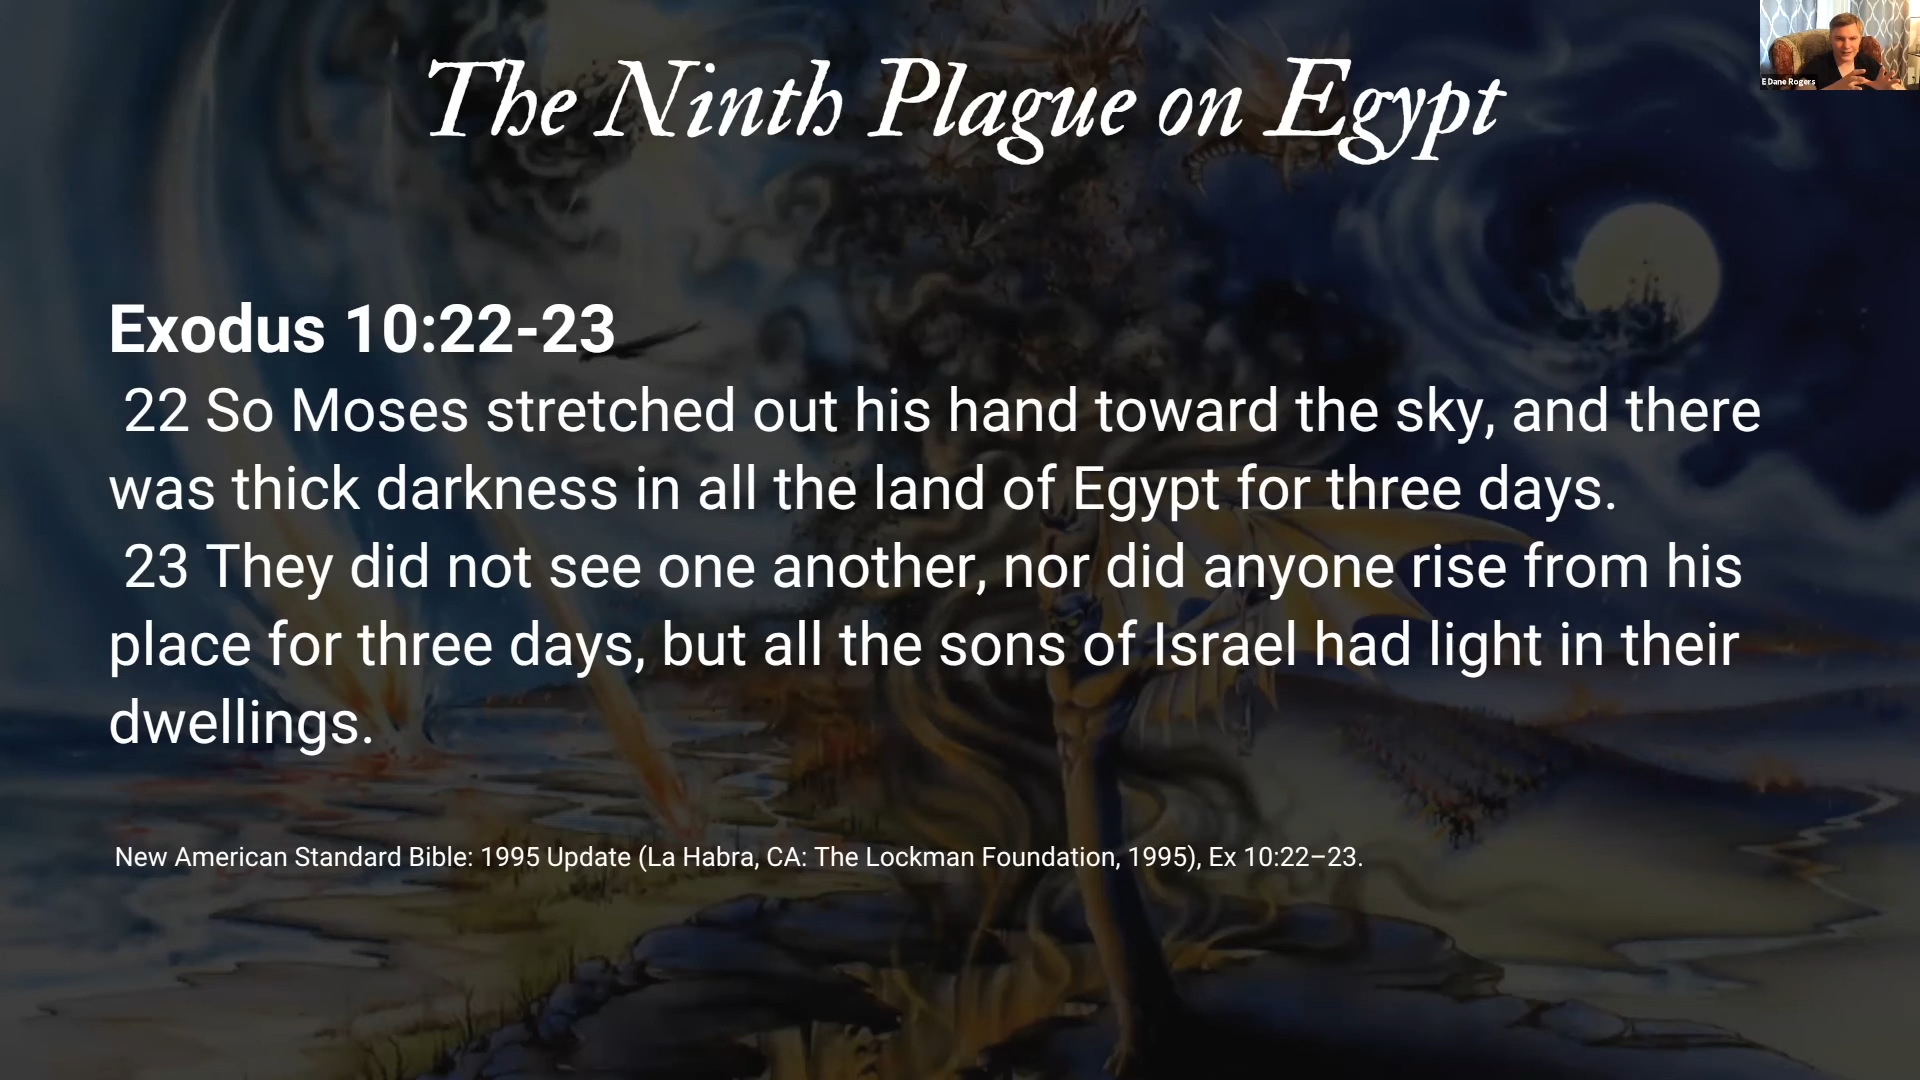 The Ninth Plague on Egypt
E Dane Rogers
Exodus 10:22-23
22 So Moses stretched out his hand toward the sky, and there
was thick darkness in all the land of Egypt for three days.
23 They did not see one another, nor did anyone rise from his
place for three days, but all the sons of Israel had light in their
dwellings.
New American Standard Bible: 1995 Update (La Habra, CA: The Lockman Foundation, 1995), Ex 10:22–23.